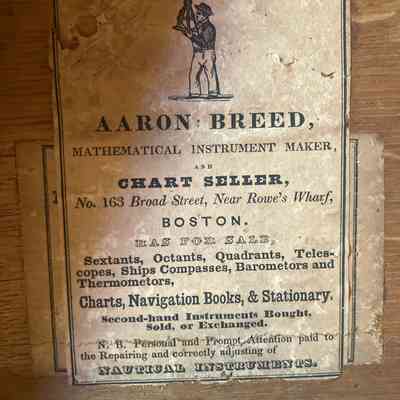 AARON BREED,
MATHEMATICAL INSTRUMENT MAKER,
AND
CHART SELLER,
No. 163 Broad Street, Near Rowe's Wharf,
BOSTON.
HAS FOR SALE,
Sextants, Octants, Quadrants, Teles-
copes, Ships Compasses, Barometers and
Thermometers,
Charts, Navigation Books, & Stationary.
Second-hand Instruments Bought,
Sold, or Exchanged.
N. B. Personal and Prompt Attention paid to
the Repairing and correctly adjusting of
NAUTICAL INSTRUMENTS.